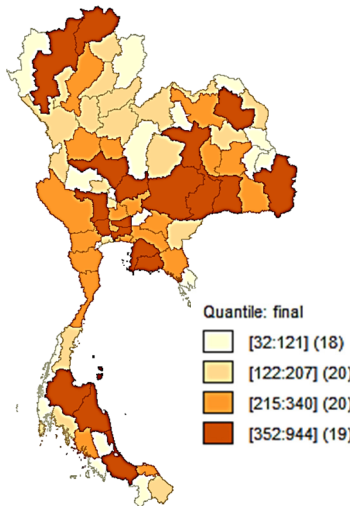 Quantile: final
[32:121] (18)
[122:207] (20)
[215:340] (20)
[352:944] (19)